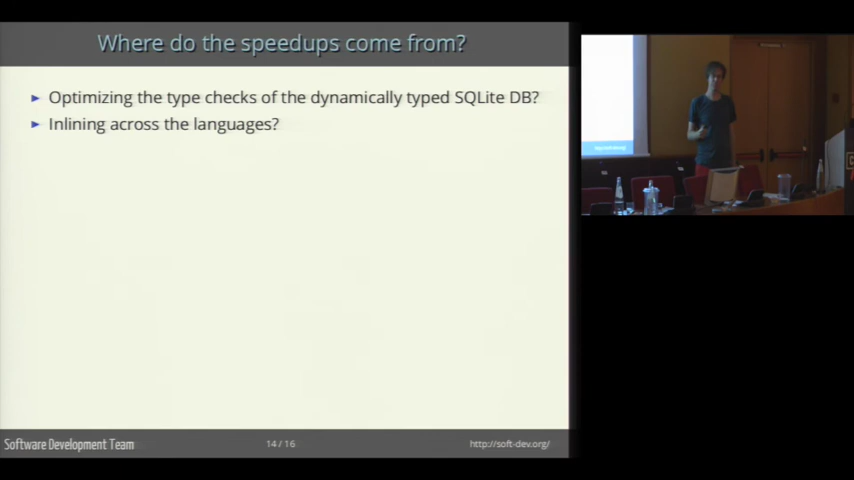 Where do the speedups come from?
► Optimizing the type checks of the dynamically typed SQLite DB?
► Inlining across the languages?
Software Development Team
14 / 16
http://soft-dev.org/